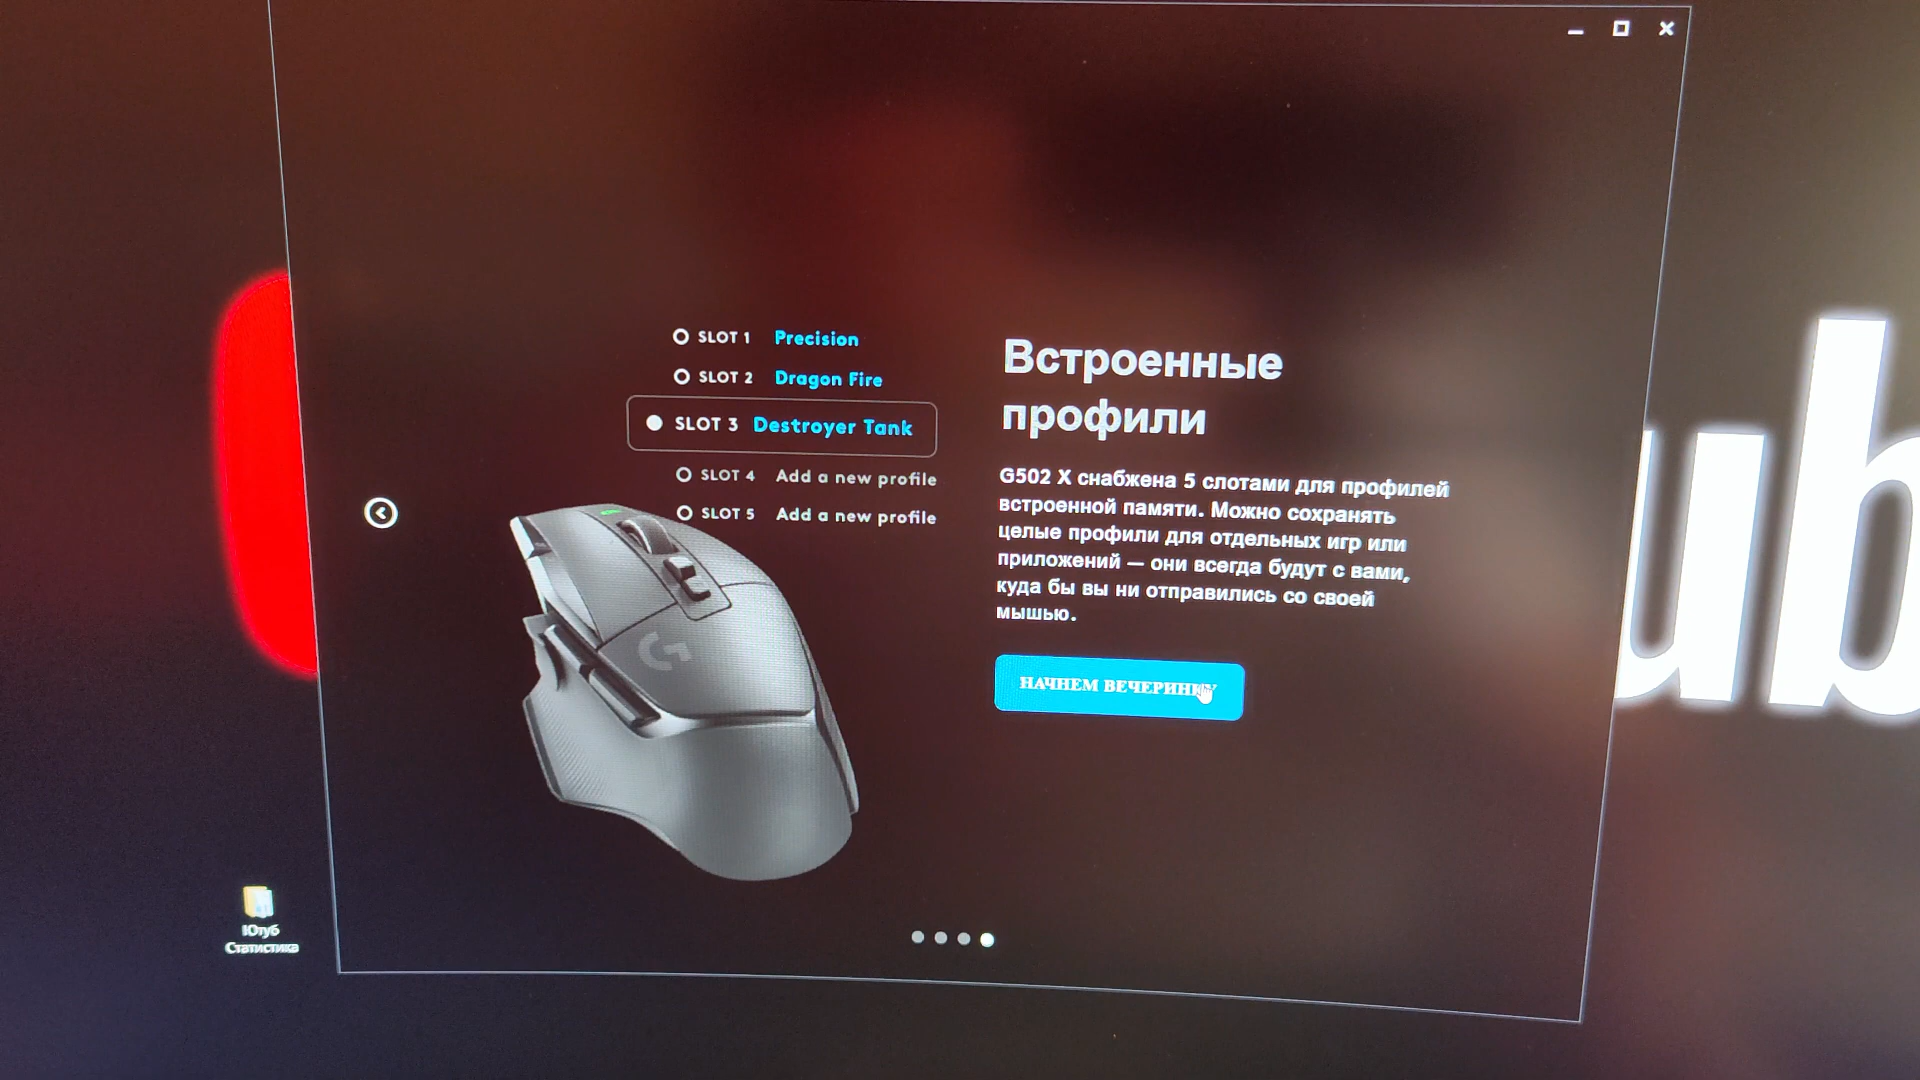 SLOT 1 Precision
SLOT 2 Dragon Fire
SLOT 3 Destroyer Tank
SLOT 4 Add a new profile
SLOT 5 Add a new profile
Встроенные
профили
G502 X снабжена 5 слотами для профилей
встроенной памяти. Можно сохранять
целые профили для отдельных игр или
приложений — они всегда будут с вами,
куда бы вы ни отправились со своей
мышью.
НАЧНЕМ ВЕЧЕРИНКУ
ub
Ютуб
Статистика